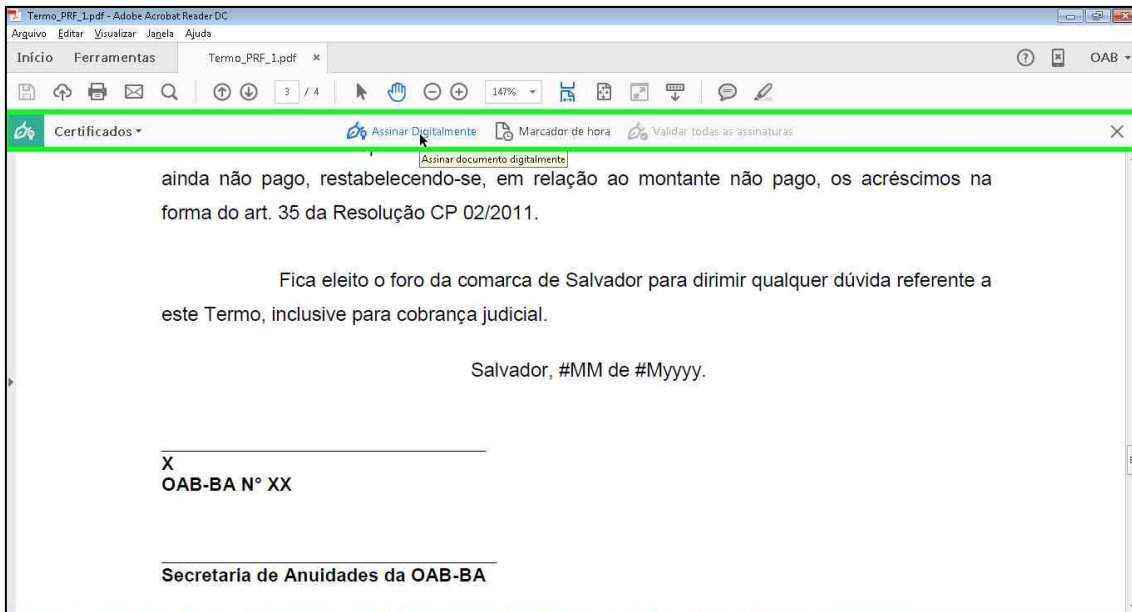 Termo_PRF_1.pdf - Adobe Acrobat Reader DC
Arquivo Editar Visualizar Janela Ajuda
Início Ferramentas Termo_PRF_1.pdf × OAB
3 / 4 147%
Certificados Assinar Digitalmente Marcador de hora Validar todas as assinaturas
Assinar documento digitalmente
ainda não pago, restabelecendo-se, em relação ao montante não pago, os acréscimos na
forma do art. 35 da Resolução CP 02/2011.
Fica eleito o foro da comarca de Salvador para dirimir qualquer dúvida referente a
este Termo, inclusive para cobrança judicial.
Salvador, #MM de #Myyyy.
X
OAB-BA N° XX
Secretaria de Anuidades da OAB-BA